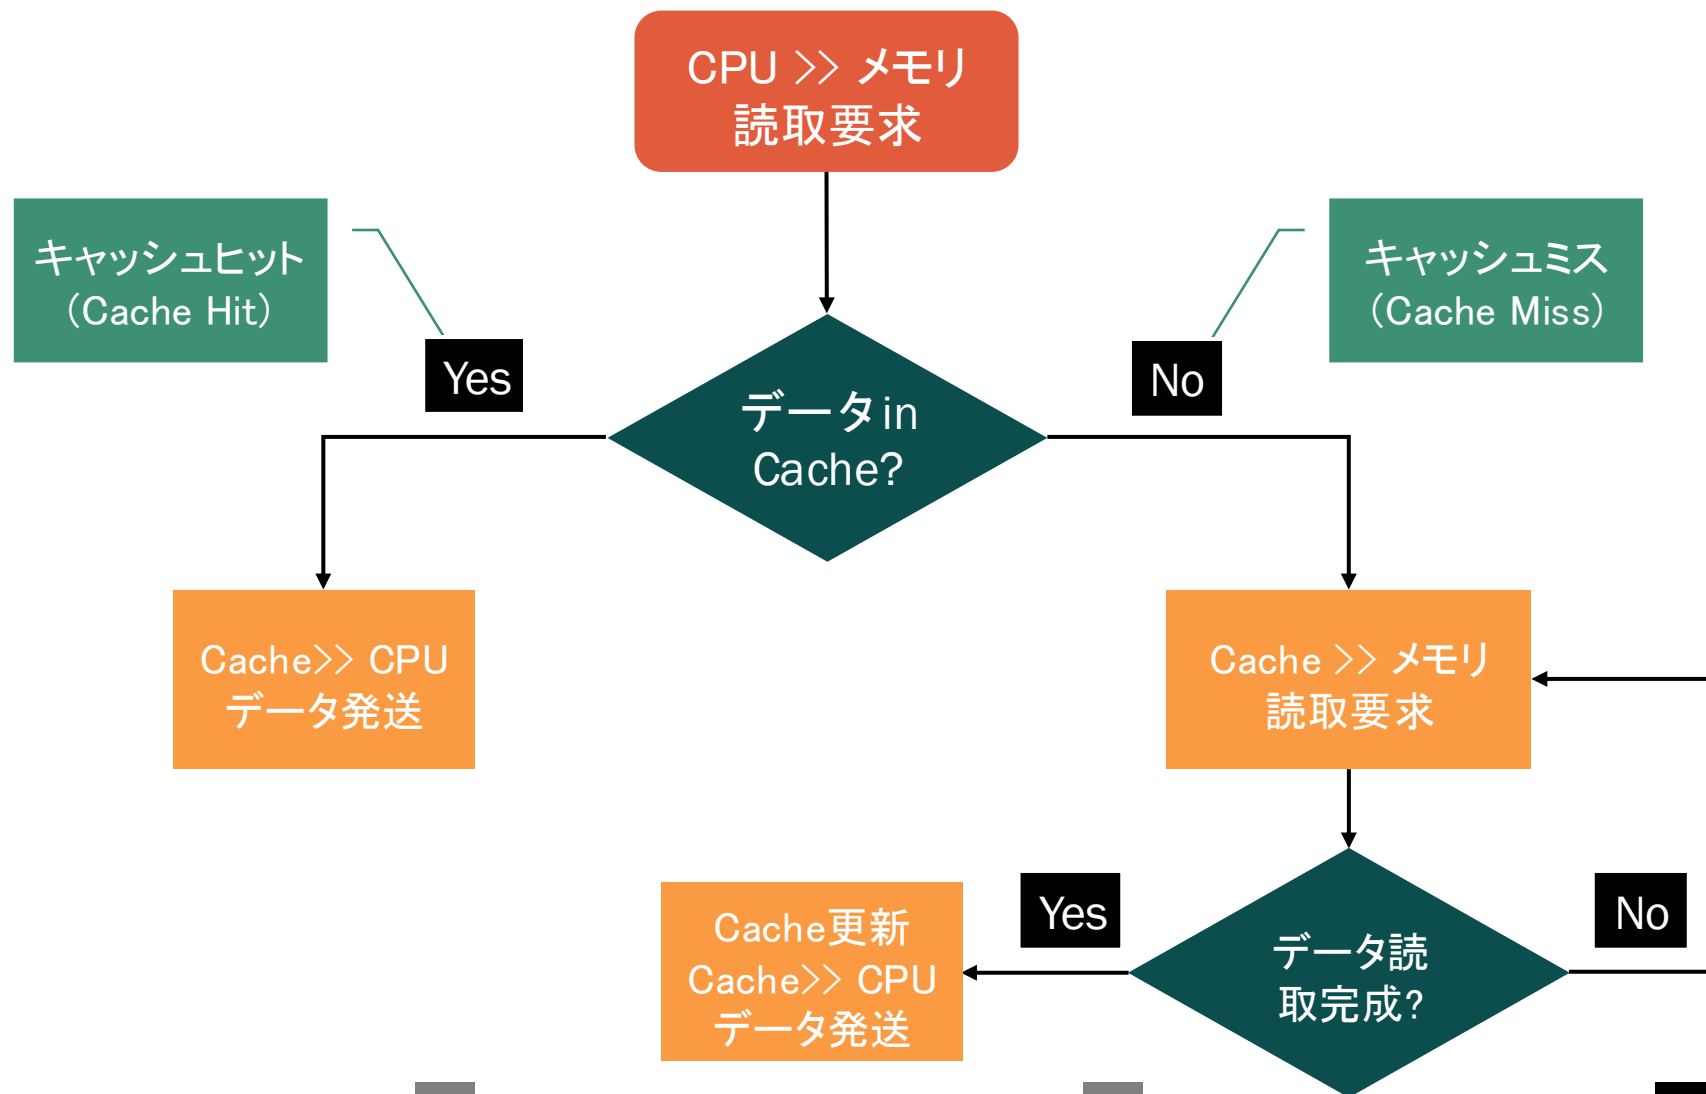 CPU >> メモリ
読取要求
キャッシュヒット
(Cache Hit)
キャッシュミス
(Cache Miss)
Yes
No
データin
Cache?
Cache>> CPU
データ発送
Cache >> メモリ
読取要求
Yes
No
Cache更新
Cache>> CPU
データ発送
データ読
取完成?